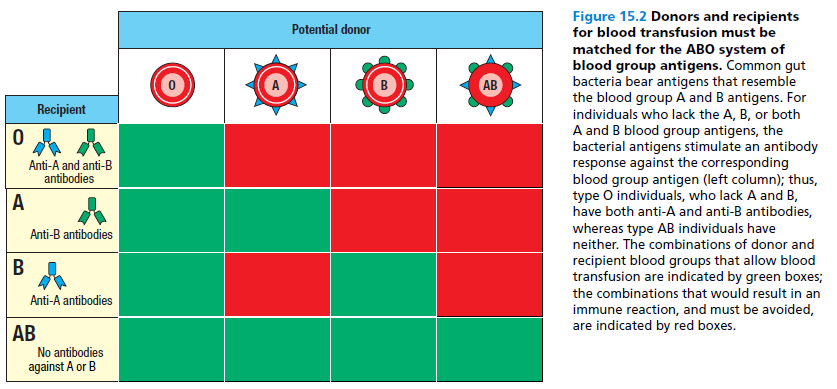 Potential donor
O
A
B
AB
Recipient
O
Anti-A and anti-B
antibodies
A
Anti-B antibodies
B
Anti-A antibodies
AB
No antibodies
against A or B
Figure 15.2 Donors and recipients
for blood transfusion must be
matched for the ABO system of
blood group antigens. Common gut
bacteria bear antigens that resemble
the blood group A and B antigens. For
individuals who lack the A, B, or both
A and B blood group antigens, the
bacterial antigens stimulate an antibody
response against the corresponding
blood group antigen (left column); thus,
type O individuals, who lack A and B,
have both anti-A and anti-B antibodies,
whereas type AB individuals have
neither. The combinations of donor and
recipient blood groups that allow blood
transfusion are indicated by green boxes;
the combinations that would result in an
immune reaction, and must be avoided,
are indicated by red boxes.